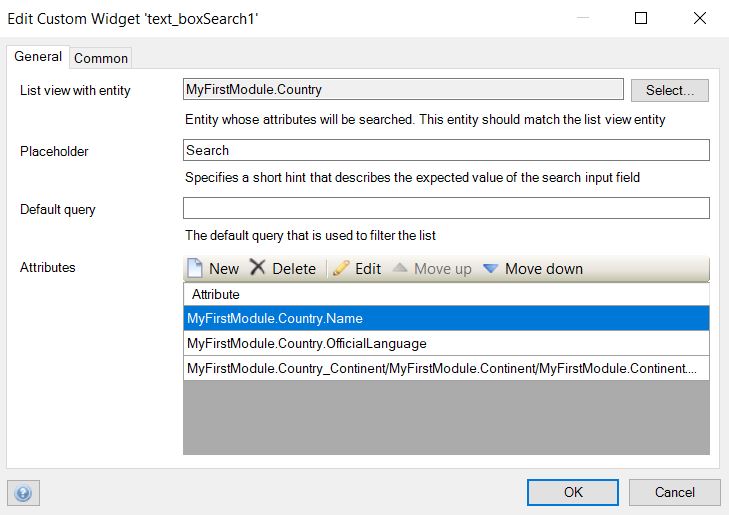 Edit Custom Widget 'text_boxSearch1'
General Common
List view with entity MyFirstModule.Country Select...
Entity whose attributes will be searched. This entity should match the list view entity
Placeholder Search
Specifies a short hint that describes the expected value of the search input field
Default query
The default query that is used to filter the list
Attributes New Delete Edit Move up Move down
Attribute
MyFirstModule.Country.Name
MyFirstModule.Country.OfficialLanguage
MyFirstModule.Country_Continent/MyFirstModule.Continent/MyFirstModule.Continent....
? OK Cancel